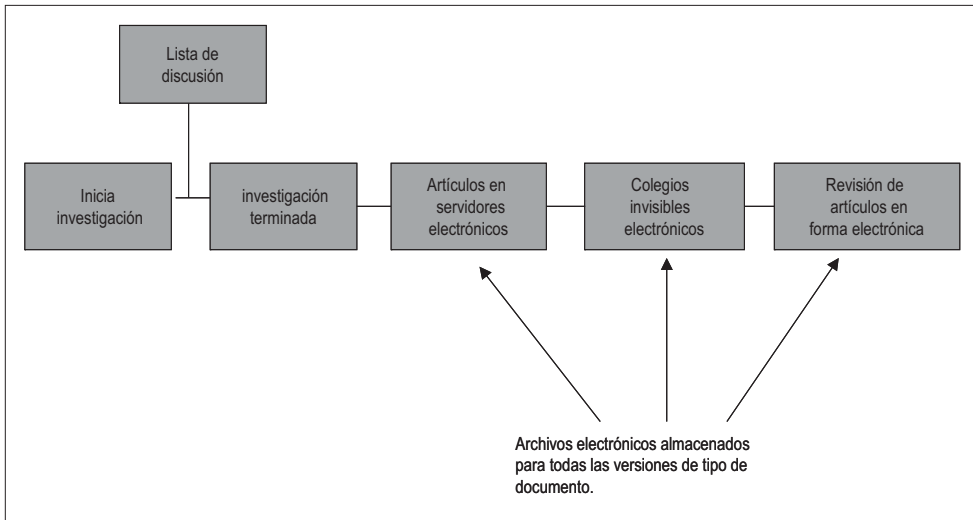 Lista de
discusión
Inicia
investigación
investigación
terminada
Artículos en
servidores
electrónicos
Colegios
invisibles
electrónicos
Revisión de
artículos en
forma electrónica
Archivos electrónicos almacenados
para todas las versiones de tipo de
documento.